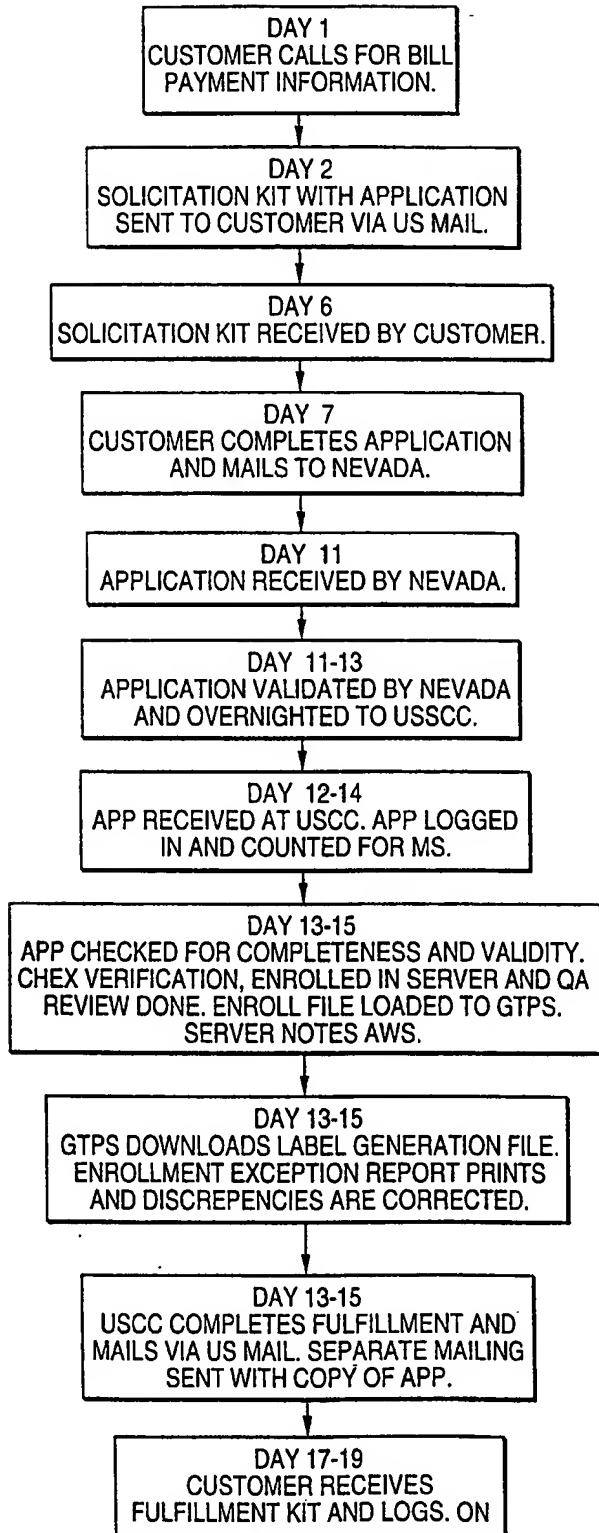 DAY 1
CUSTOMER CALLS FOR BILL
PAYMENT INFORMATION.
DAY 2
SOLICITATION KIT WITH APPLICATION
SENT TO CUSTOMER VIA US MAIL.
DAY 6
SOLICITATION KIT RECEIVED BY CUSTOMER.
DAY 7
CUSTOMER COMPLETES APPLICATION
AND MAILS TO NEVADA.
DAY 11
APPLICATION RECEIVED BY NEVADA.
DAY 11-13
APPLICATION VALIDATED BY NEVADA
AND OVERNIGHTED TO USSCC.
DAY 12-14
APP RECEIVED AT USCC. APP LOGGED
IN AND COUNTED FOR MS.
DAY 13-15
APP CHECKED FOR COMPLETENESS AND VALIDITY.
CHEX VERIFICATION, ENROLLED IN SERVER AND QA
REVIEW DONE. ENROLL FILE LOADED TO GTPS.
SERVER NOTES AWS.
DAY 13-15
GTPS DOWNLOADS LABEL GENERATION FILE.
ENROLLMENT EXCEPTION REPORT PRINTS
AND DISCREPENCIES ARE CORRECTED.
DAY 13-15
USCC COMPLETES FULFILLMENT AND
MAILS VIA US MAIL. SEPARATE MAILING
SENT WITH COPY OF APP.
DAY 17-19
CUSTOMER RECEIVES
FULFILLMENT KIT AND LOGS. ON